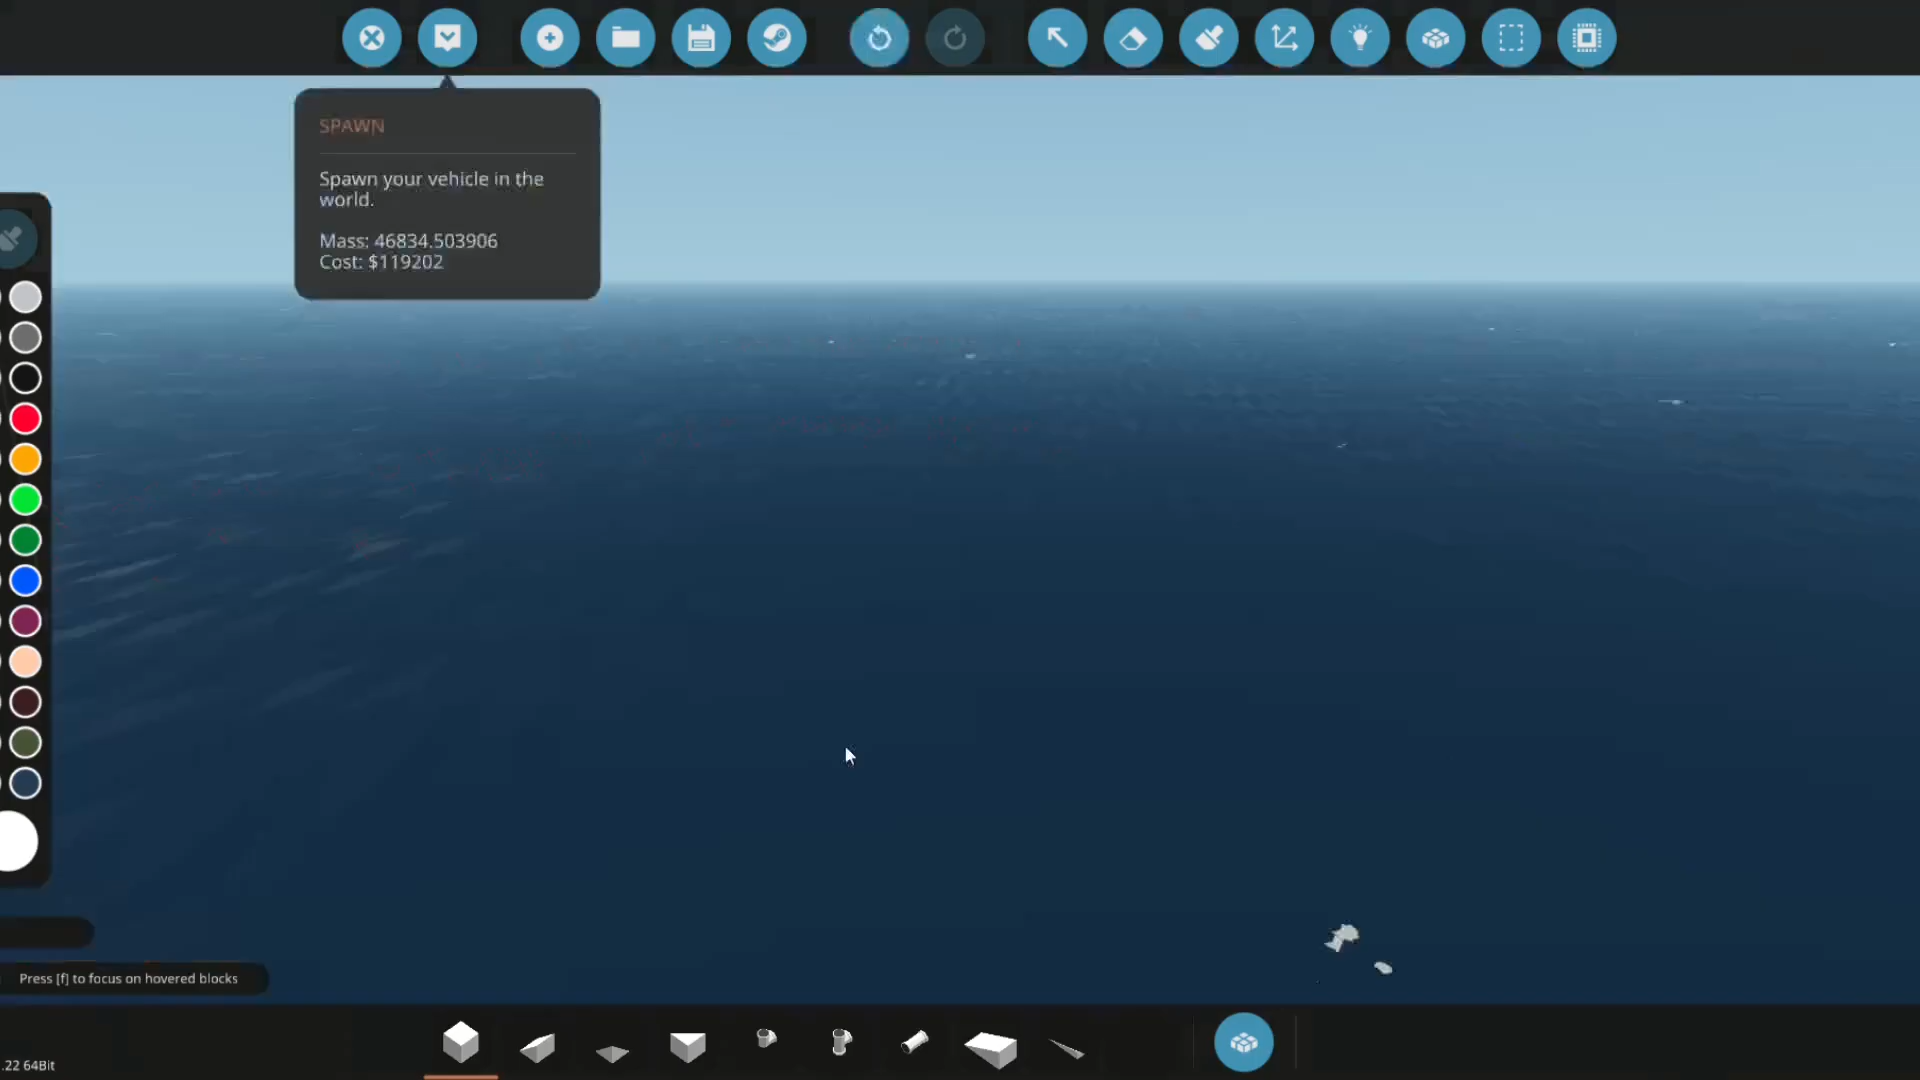 SPAWN
Spawn your vehicle in the
world.
Mass: 46834.503906
Cost: $119202
Press [f] to focus on hovered blocks
.22 64Bit